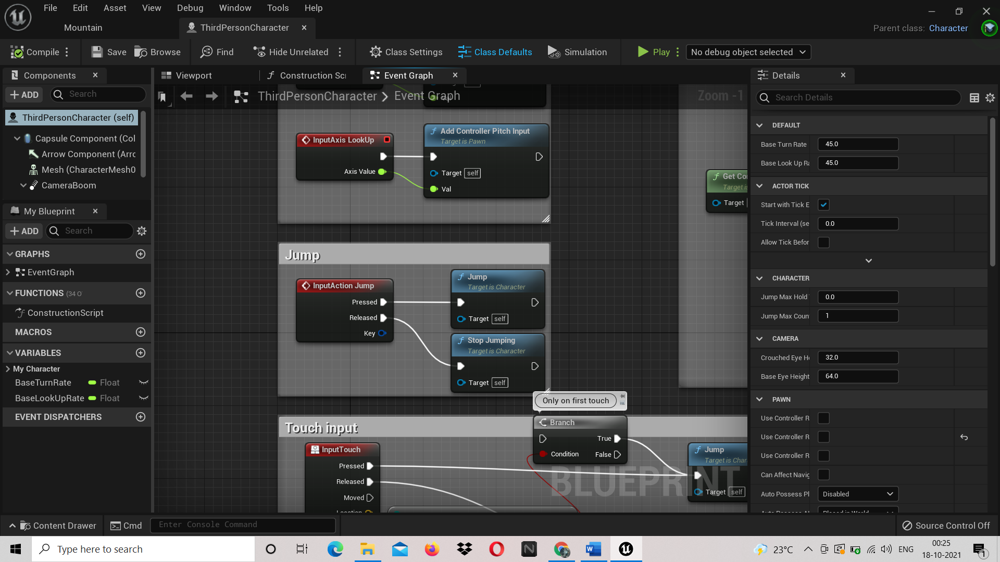 File Edit Asset View Debug Window Tools Help
Mountain
ThirdPersonCharacter
Parent class: Character
Compile
Save
Browse
Find
Hide Unrelated
Class Settings
Class Defaults
Simulation
Play
No debug object selected
Components
ADD
Search
ThirdPersonCharacter (self)
Capsule Component (Col
Arrow Component (Arrc
Mesh (CharacterMesh0
CameraBoom
My Blueprint
ADD
Search
GRAPHS
EventGraph
FUNCTIONS (34 O
ConstructionScript
MACROS
VARIABLES
My Character
BaseTurnRate Float
BaseLookUpRate Float
EVENT DISPATCHERS
Viewport
Construction Scr
Event Graph
ThirdPersonCharacter > Event Graph
Zoom -1
InputAxis LookUp
Axis Value
Add Controller Pitch Input
Target is Pawn
Target self
Val
Jump
InputAction Jump
Pressed
Released
Key
Jump
Target is Character
Target self
Stop Jumping
Target is Character
Target self
Only on first touch
Touch input
Branch
True
Condition False
InputTouch
Pressed
Released
Moved
Location
Jump
Target is Char
Target self
BLUEPRINT
Get Co
Target is
Target
Details
Search Details
DEFAULT
Base Turn Rate 45.0
Base Look Up Ra 45.0
ACTOR TICK
Start with Tick E
Tick Interval (se 0.0
Allow Tick Befor
CHARACTER
Jump Max Hold 0.0
Jump Max Coun 1
CAMERA
Crouched Eye He 32.0
Base Eye Height 64.0
PAWN
Use Controller R
Use Controller R
Use Controller R
Can Affect Navig
Auto Possess Pl Disabled
Auto Possess AI Placed in World
Content Drawer
Cmd
Enter Console Command
Source Control Off
Type here to search
23°C
ENG
00:25
18-10-2021
1